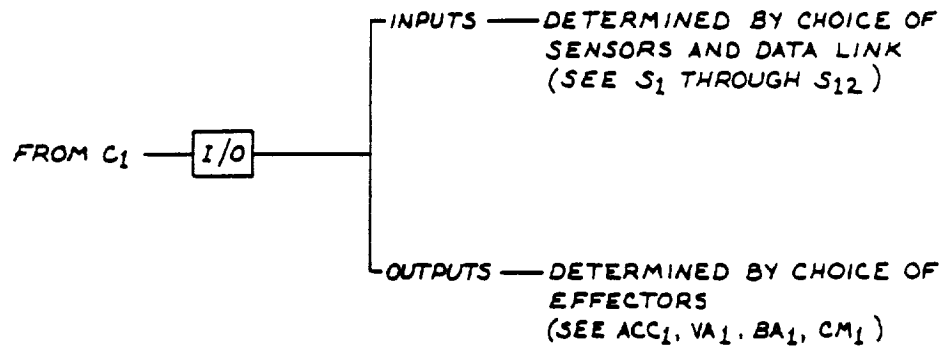 INPUTS — DETERMINED BY CHOICE OF
SENSORS AND DATA LINK
(SEE S₁ THROUGH S₁₂)
FROM C₁ — I/O
OUTPUTS — DETERMINED BY CHOICE OF
EFFECTORS
(SEE ACC₁, VA₁, BA₁, CM₁)